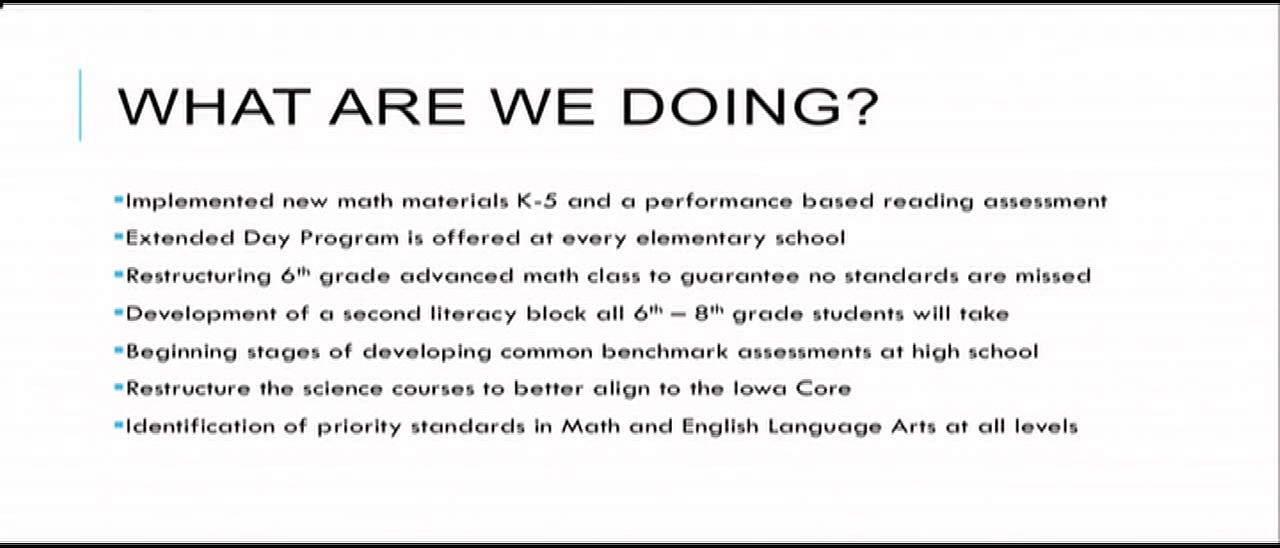 WHAT ARE WE DOING?
Implemented new math materials K-5 and a performance based reading assessment
Extended Day Program is offered at every elementary school
Restructuring 6th grade advanced math class to guarantee no standards are missed
Development of a second literacy block all 6th – 8th grade students will take
Beginning stages of developing common benchmark assessments at high school
Restructure the science courses to better align to the Iowa Core
Identification of priority standards in Math and English Language Arts at all levels